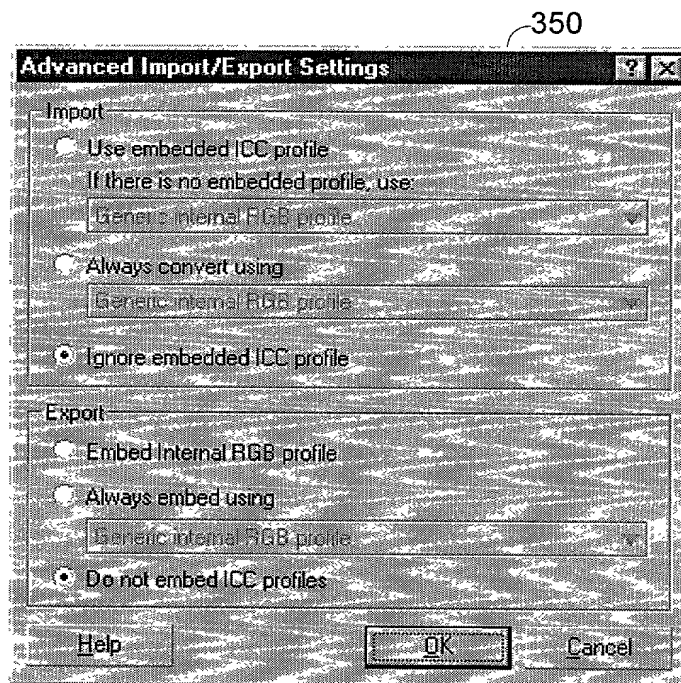 350
Advanced Import/Export Settings
Import
Use embedded ICC profile
If there is no embedded profile, use:
Generic internal RGB profile
Always convert using
Generic internal RGB profile
Ignore embedded ICC profile
Export
Embed Internal RGB profile
Always embed using
Generic internal RGB profile
Do not embed ICC profiles
Help
OK
Cancel